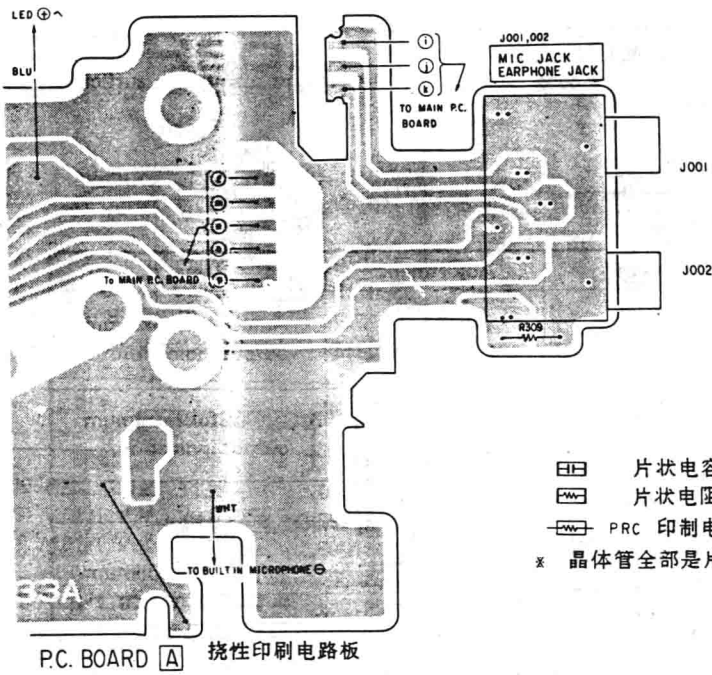 LED ⊕
BLU
ⓘ
ⓙ
ⓚ
TO MAIN P.C.
BOARD
J001,002
MIC JACK
EARPHONE JACK
J001
J002
R309
TO MAIN P.C. BOARD
WHT
TO BUILT IN MICROPHONE ⊖
33A
P.C. BOARD A
挠性印刷电路板
片状电容
片状电阻
PRC 印制电
* 晶体管全部是片